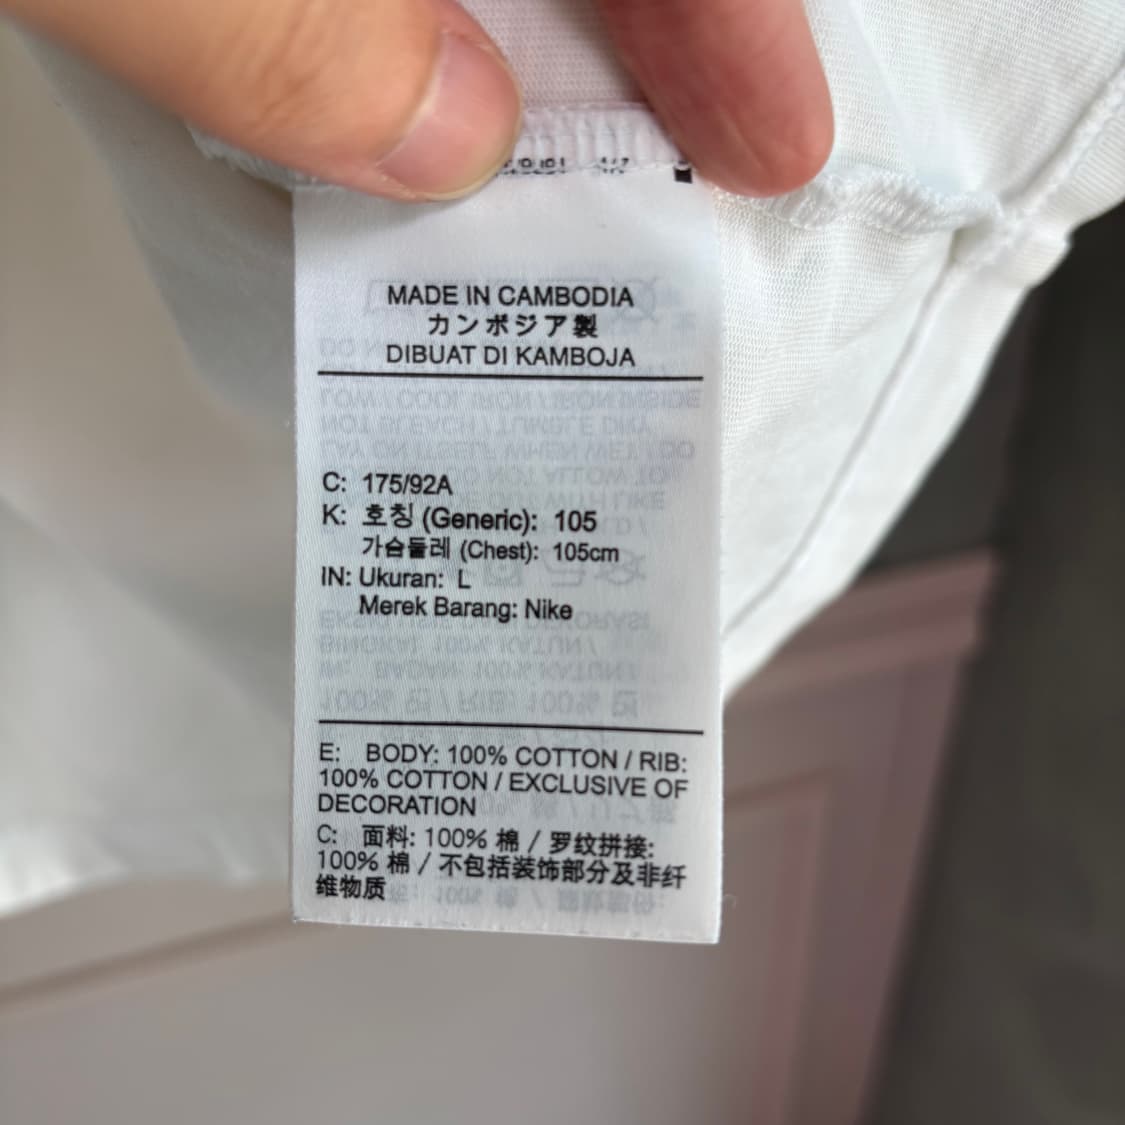 MADE IN CAMBODIA
カンボジア製
DIBUAT DI KAMBOJA
C: 175/92A
K: 호칭 (Generic): 105
가슴둘레 (Chest): 105cm
IN: Ukuran: L
Merek Barang: Nike
E: BODY: 100% COTTON / RIB:
100% COTTON / EXCLUSIVE OF
DECORATION
C: 面料: 100% 棉 / 罗纹拼接:
100% 棉 / 不包括装饰部分及非纤
维物质